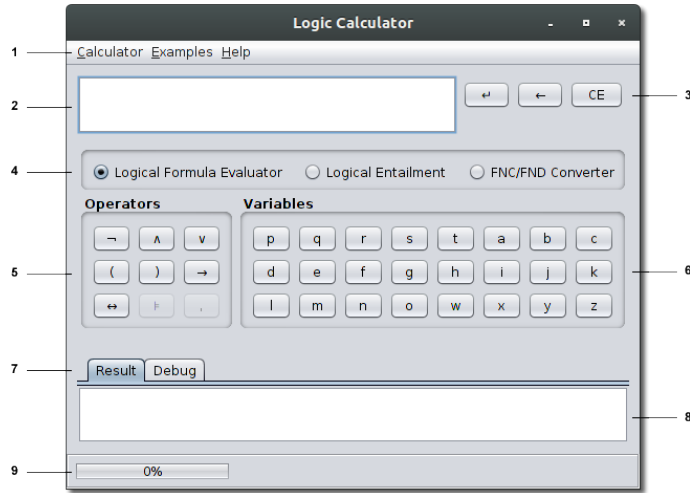 Logic Calculator
1 Calculator Examples Help
2
↵ ← CE 3
4 Logical Formula Evaluator Logical Entailment FNC/FND Converter
Operators Variables
¬ ∧ ∨ p q r s t a b c
5 ( ) → d e f g h i j k 6
↔ ⊧ , l m n o w x y z
7 Result Debug
8
9 0%